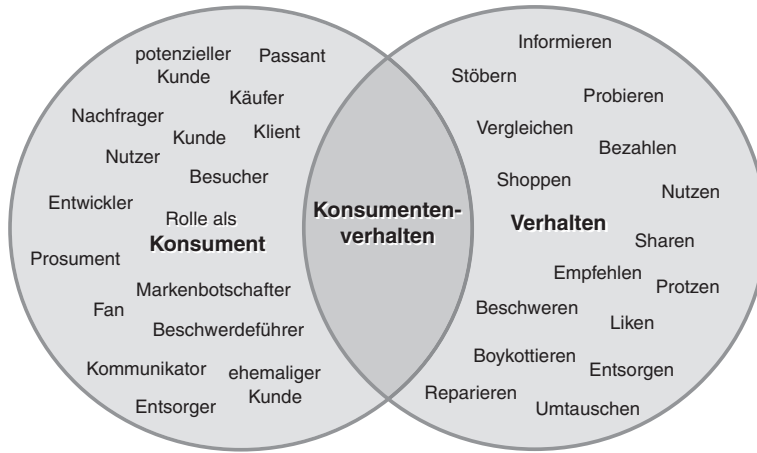 potenzieller
Kunde
Passant
Käufer
Nachfrager
Kunde
Klient
Nutzer
Besucher
Entwickler
Rolle als
Konsument
Prosument
Markenbotschafter
Fan
Beschwerdeführer
Kommunikator
ehemaliger
Kunde
Entsorger
Konsumenten-
verhalten
Informieren
Stöbern
Probieren
Vergleichen
Bezahlen
Shoppen
Nutzen
Verhalten
Sharen
Empfehlen
Protzen
Beschweren
Liken
Boykottieren
Entsorgen
Reparieren
Umtauschen